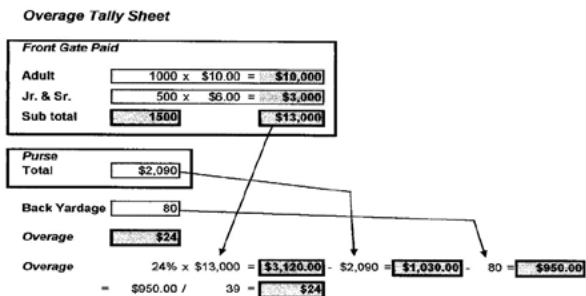 Overage Tally Sheet
Front Gate Paid
Adult 1000 x $10.00 = $10,000
Jr. & Sr. 500 x $6.00 = $3,000
Sub total 1500 $13,000
Purse
Total $2,090
Back Yardage 80
Overage $24
Overage 24% x $13,000 = $3,120.00 - $2,090 = $1,030.00 - 80 = $950.00
= $950.00 / 39 = $24